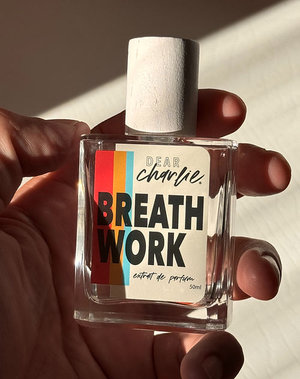 DEAR
charlie.
BREATH
WORK
extrait de parfum
50ml